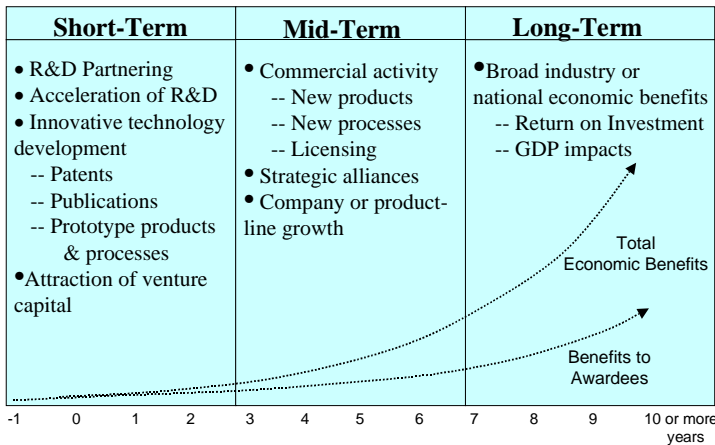 Short-Term
• R&D Partnering
• Acceleration of R&D
• Innovative technology
development
-- Patents
-- Publications
-- Prototype products
& processes
•Attraction of venture
capital
Mid-Term
• Commercial activity
-- New products
-- New processes
-- Licensing
• Strategic alliances
• Company or product-
line growth
Long-Term
•Broad industry or
national economic benefits
-- Return on Investment
-- GDP impacts
Total
Economic Benefits
Benefits to
Awardees
-1 0 1 2 3 4 5 6 7 8 9 10 or more
years